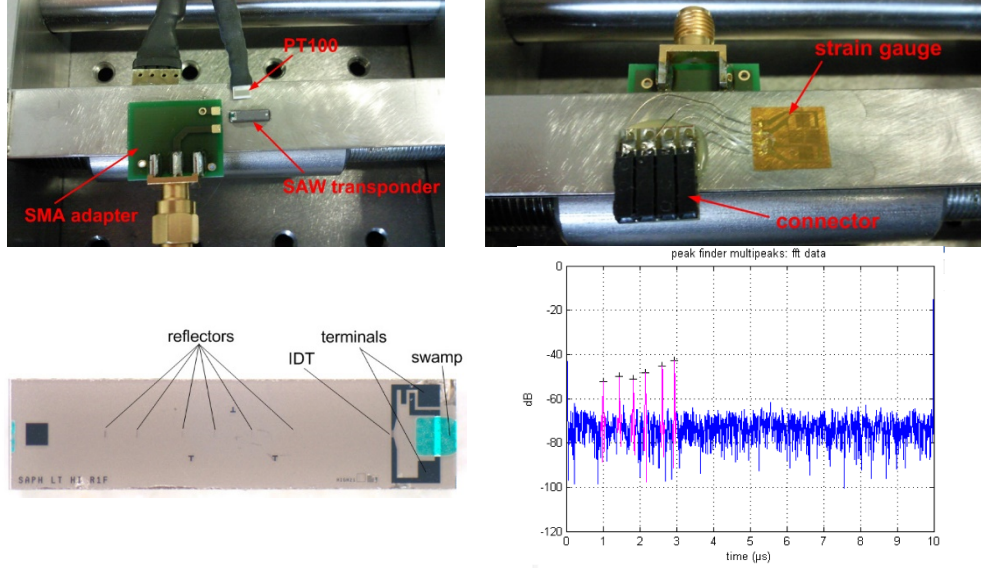 PT100
SAW transponder
SMA adapter
strain gauge
connector
reflectors
terminals
IDT
swamp
SAPH LT HI R1F
peak finder multipeaks: fft data
0
-20
-40
-60
-80
-100
-120
dB
0 1 2 3 4 5 6 7 8 9 10
time (µs)